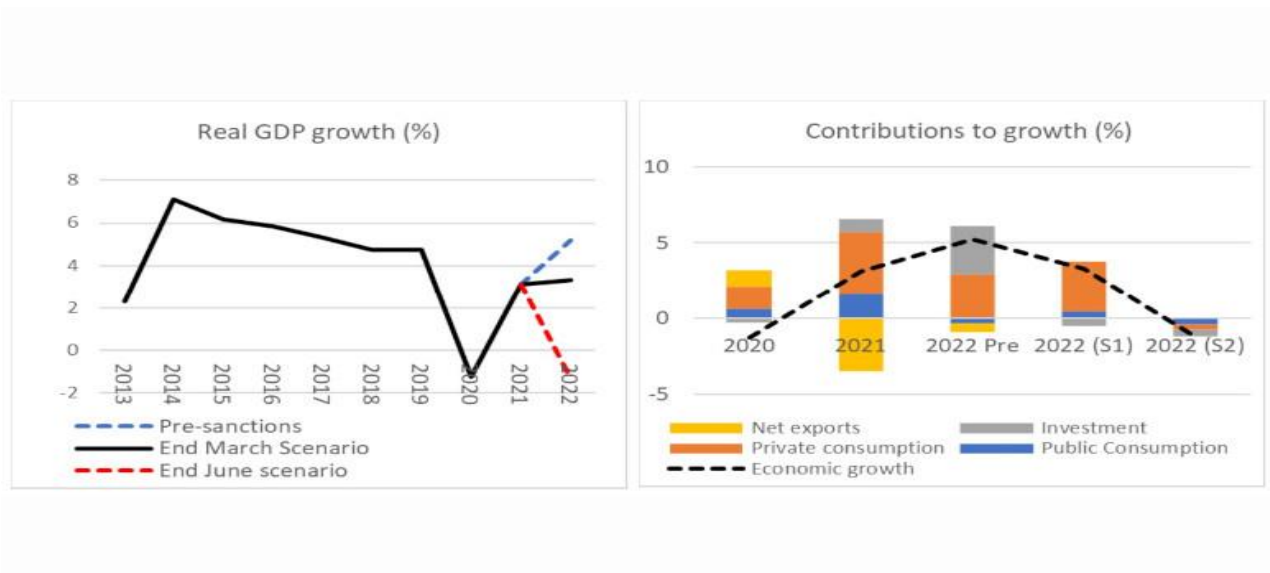 Real GDP growth (%)
8
6
4
2
0
-2
2013
2014
2015
2016
2017
2018
2019
2020
2021
2022
Pre-sanctions
End March Scenario
End June scenario
Contributions to growth (%)
10
5
0
-5
2020 2021 2022 Pre 2022 (S1) 2022 (S2)
Net exports Investment
Private consumption Public Consumption
Economic growth